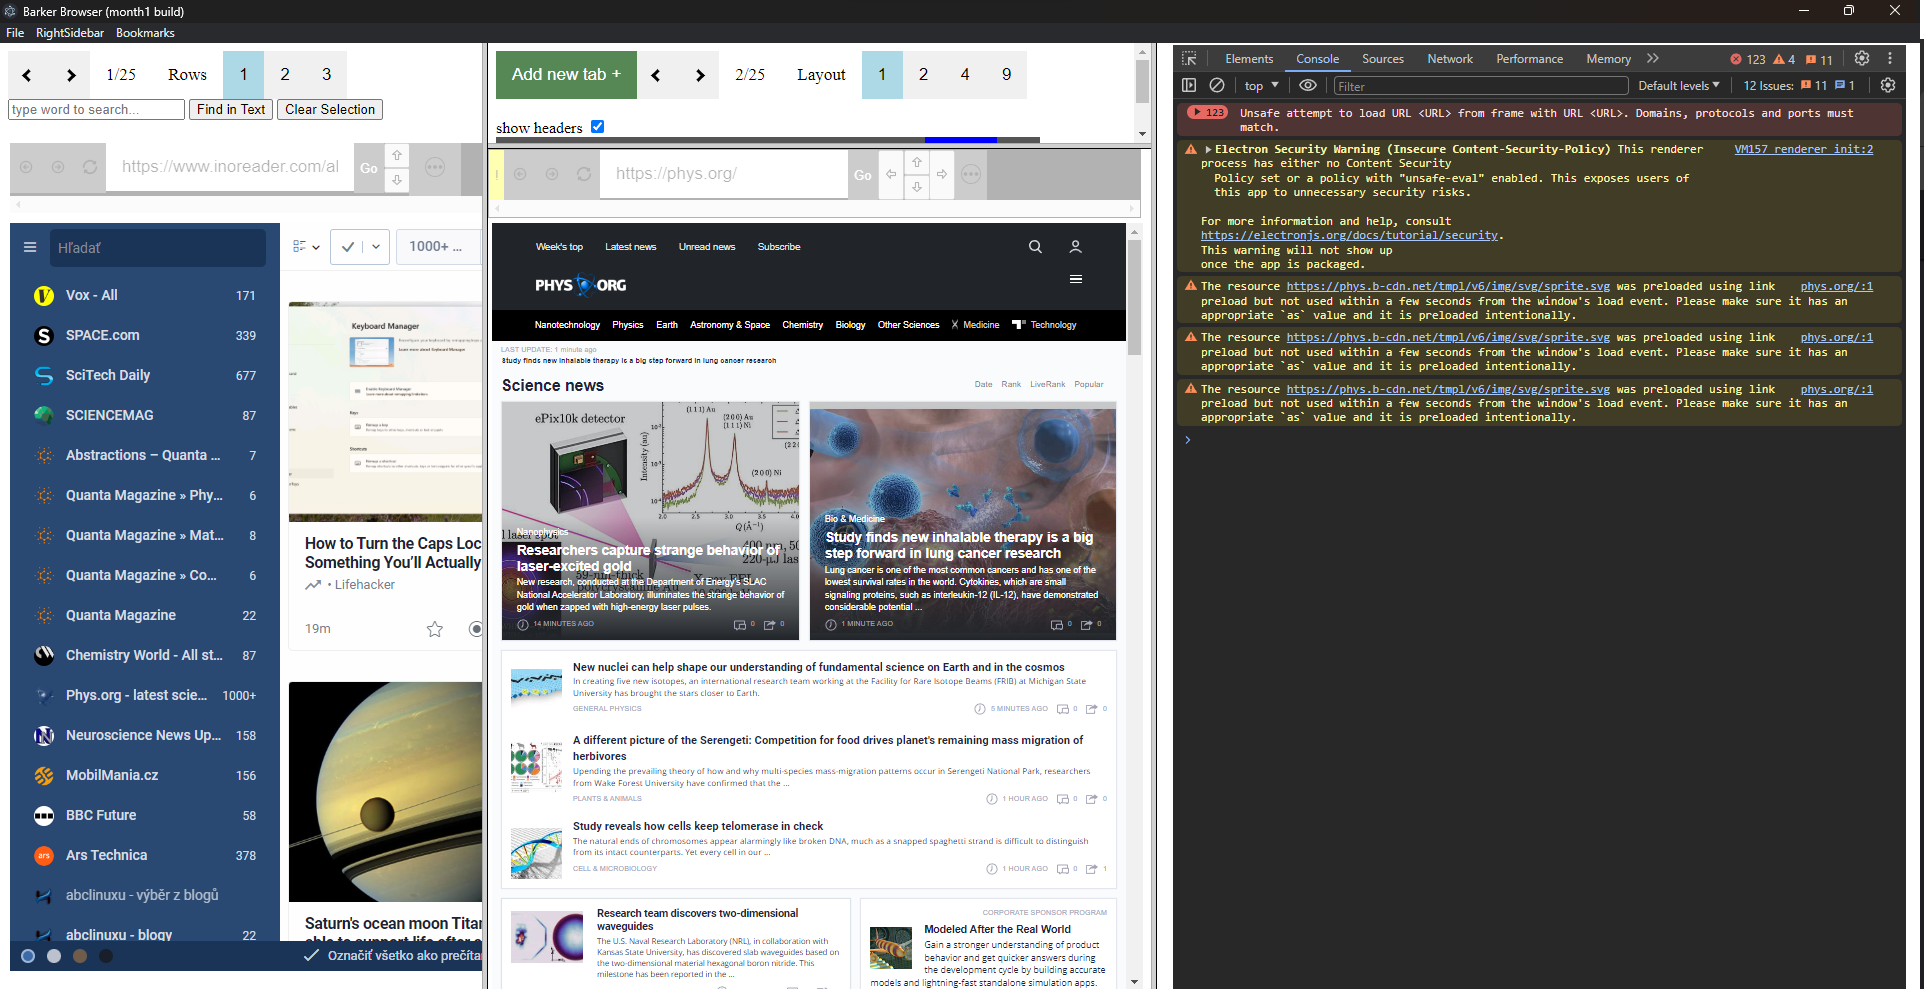 Barker Browser (month1 build)
File RightSidebar Bookmarks
1/25 Rows 1 2 3
type word to search... Find in Text Clear Selection
https://www.inoreader.com/al Go
Hľadať
1000+ ...
Vox - All 171
SPACE.com 339
SciTech Daily 677
SCIENCEMAG 87
Abstractions – Quanta ... 7
Quanta Magazine » Phy... 6
Quanta Magazine » Mat... 8
Quanta Magazine » Co... 6
Quanta Magazine 22
Chemistry World - All st... 87
Phys.org - latest scie... 1000+
Neuroscience News Up... 158
MobilMania.cz 156
BBC Future 58
Ars Technica 378
abclinuxu - výběr z blogů
abclinuxu - blogy 22
Keyboard Manager
How to Turn the Caps Loc
Something You'll Actually
• Lifehacker
19m
Saturn's ocean moon Titan
Označiť všetko ako prečíta
Add new tab + 2/25 Layout 1 2 4 9
show headers
https://phys.org/ Go
Week's top Latest news Unread news Subscribe
PHYS ORG
Nanotechnology Physics Earth Astronomy & Space Chemistry Biology Other Sciences Medicine Technology
LAST UPDATE: 1 minute ago
Study finds new inhalable therapy is a big step forward in lung cancer research
Science news Date Rank LiveRank Popular
ePix10k detector
(111) Au
(200) Au
(111) Ni
(200) Ni
Intensity (au)
Q (Å⁻¹)
Nanophysics
Researchers capture strange behavior of
laser-excited gold
New research, conducted at the Department of Energy's SLAC
National Accelerator Laboratory, illuminates the strange behavior of
gold when zapped with high-energy laser pulses.
14 MINUTES AGO 0 0
Bio & Medicine
Study finds new inhalable therapy is a big
step forward in lung cancer research
Lung cancer is one of the most common cancers and has one of the
lowest survival rates in the world. Cytokines, which are small
signaling proteins, such as interleukin-12 (IL-12), have demonstrated
considerable potential ...
1 MINUTE AGO 0 0
New nuclei can help shape our understanding of fundamental science on Earth and in the cosmos
In creating five new isotopes, an international research team working at the Facility for Rare Isotope Beams (FRIB) at Michigan State
University has brought the stars closer to Earth.
GENERAL PHYSICS 5 MINUTES AGO 0 0
A different picture of the Serengeti: Competition for food drives planet's remaining mass migration of
herbivores
Upending the prevailing theory of how and why multi-species mass-migration patterns occur in Serengeti National Park, researchers
from Wake Forest University have confirmed that the ...
PLANTS & ANIMALS 1 HOUR AGO 0 0
Study reveals how cells keep telomerase in check
The natural ends of chromosomes appear alarmingly like broken DNA, much as a snapped spaghetti strand is difficult to distinguish
from its intact counterparts. Yet every cell in our ...
CELL & MICROBIOLOGY 1 HOUR AGO 0 1
Research team discovers two-dimensional
waveguides
The U.S. Naval Research Laboratory (NRL), in collaboration with
Kansas State University, has discovered slab waveguides based on
the two-dimensional material hexagonal boron nitride. This
milestone has been reported in the ...
CORPORATE SPONSOR PROGRAM
Modeled After the Real World
Gain a stronger understanding of product
behavior and get quicker answers during
the development cycle by building accurate
models and lightning-fast standalone simulation apps.
Elements Console Sources Network Performance Memory 123 4 11
top Filter Default levels 12 Issues: 11 1
123 Unsafe attempt to load URL <URL> from frame with URL <URL>. Domains, protocols and ports must
match.
Electron Security Warning (Insecure Content-Security-Policy) This renderer VM157 renderer_init:2
process has either no Content Security
Policy set or a policy with "unsafe-eval" enabled. This exposes users of
this app to unnecessary security risks.
For more information and help, consult
https://electronjs.org/docs/tutorial/security.
This warning will not show up
once the app is packaged.
The resource https://phys.b-cdn.net/tmpl/v6/img/svg/sprite.svg was preloaded using link phys.org/:1
preload but not used within a few seconds from the window's load event. Please make sure it has an
appropriate `as` value and it is preloaded intentionally.
The resource https://phys.b-cdn.net/tmpl/v6/img/svg/sprite.svg was preloaded using link phys.org/:1
preload but not used within a few seconds from the window's load event. Please make sure it has an
appropriate `as` value and it is preloaded intentionally.
The resource https://phys.b-cdn.net/tmpl/v6/img/svg/sprite.svg was preloaded using link phys.org/:1
preload but not used within a few seconds from the window's load event. Please make sure it has an
appropriate `as` value and it is preloaded intentionally.